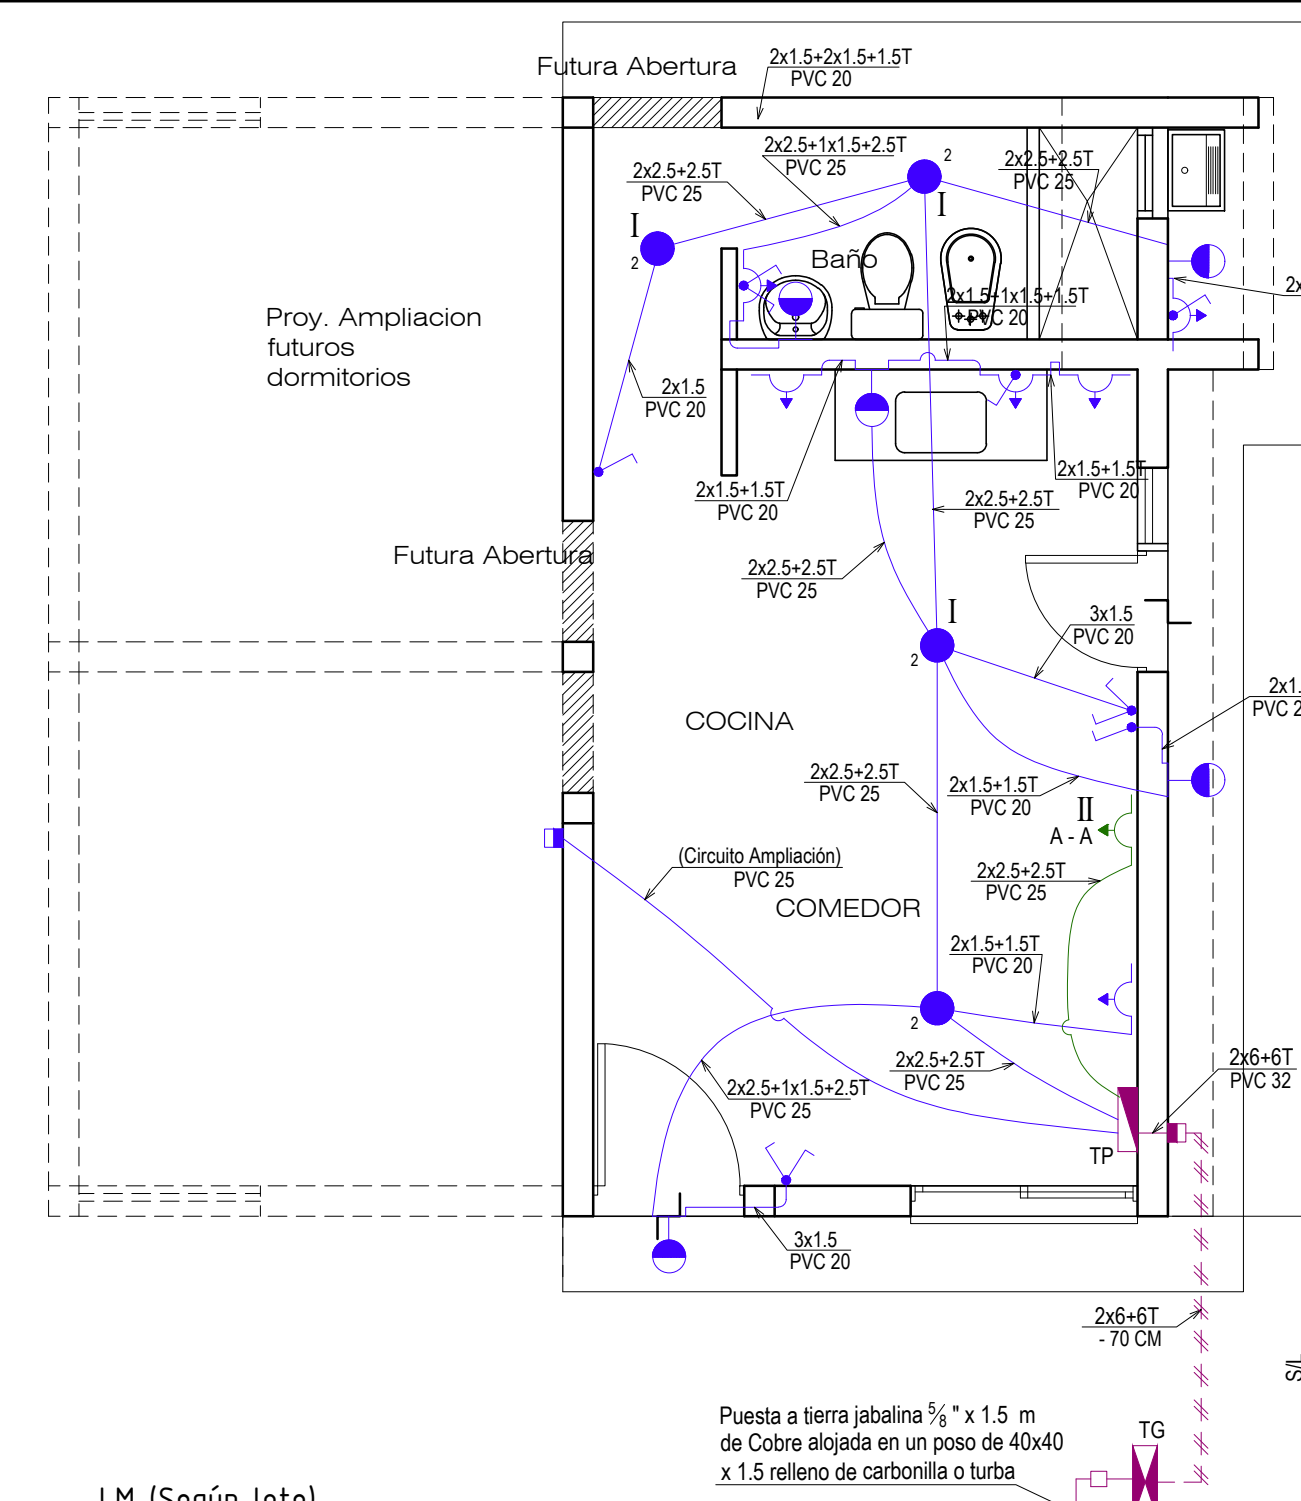 Futura Abertura
2x1.5+2x1.5+1.5T
PVC 20
2x2.5+1x1.5+2.5T
PVC 25
2
2x2.5+2.5T
PVC 25
2x2.5+2.5T
PVC 25
I
I
2
Baño
2x1.5+1x1.5+1.5T
PVC 20
2x
Proy. Ampliacion
futuros
dormitorios
2x1.5
PVC 20
2x1.5+1.5T
PVC 20
2x1.5+1.5T
PVC 20
2x2.5+2.5T
PVC 25
Futura Abertura
2x2.5+2.5T
PVC 25
I
2
3x1.5
PVC 20
2x1.
PVC 2
COCINA
2x2.5+2.5T
PVC 25
2x1.5+1.5T
PVC 20
II
A - A
(Circuito Ampliación)
PVC 25
2x2.5+2.5T
PVC 25
COMEDOR
2x1.5+1.5T
PVC 20
2
2x2.5+2.5T
PVC 25
2x6+6T
PVC 32
2x2.5+1x1.5+2.5T
PVC 25
TP
3x1.5
PVC 20
2x6+6T
- 70 CM
S/L
Puesta a tierra jabalina 5/8 " x 1.5 m
de Cobre alojada en un poso de 40x40
x 1.5 relleno de carbonilla o turba
TG
L.M. (Según lote)